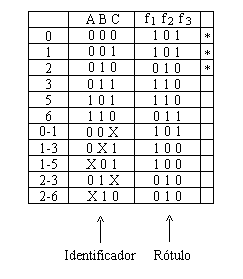 A B C f1 f2 f3
0 0 0 0 1 0 1 *
1 0 0 1 1 0 1 *
2 0 1 0 0 1 0 *
3 0 1 1 1 1 0
5 1 0 1 1 1 0
6 1 1 0 0 1 1
0-1 0 0 X 1 0 1
1-3 0 X 1 1 0 0
1-5 X 0 1 1 0 0
2-3 0 1 X 0 1 0
2-6 X 1 0 0 1 0
Identificador Rótulo